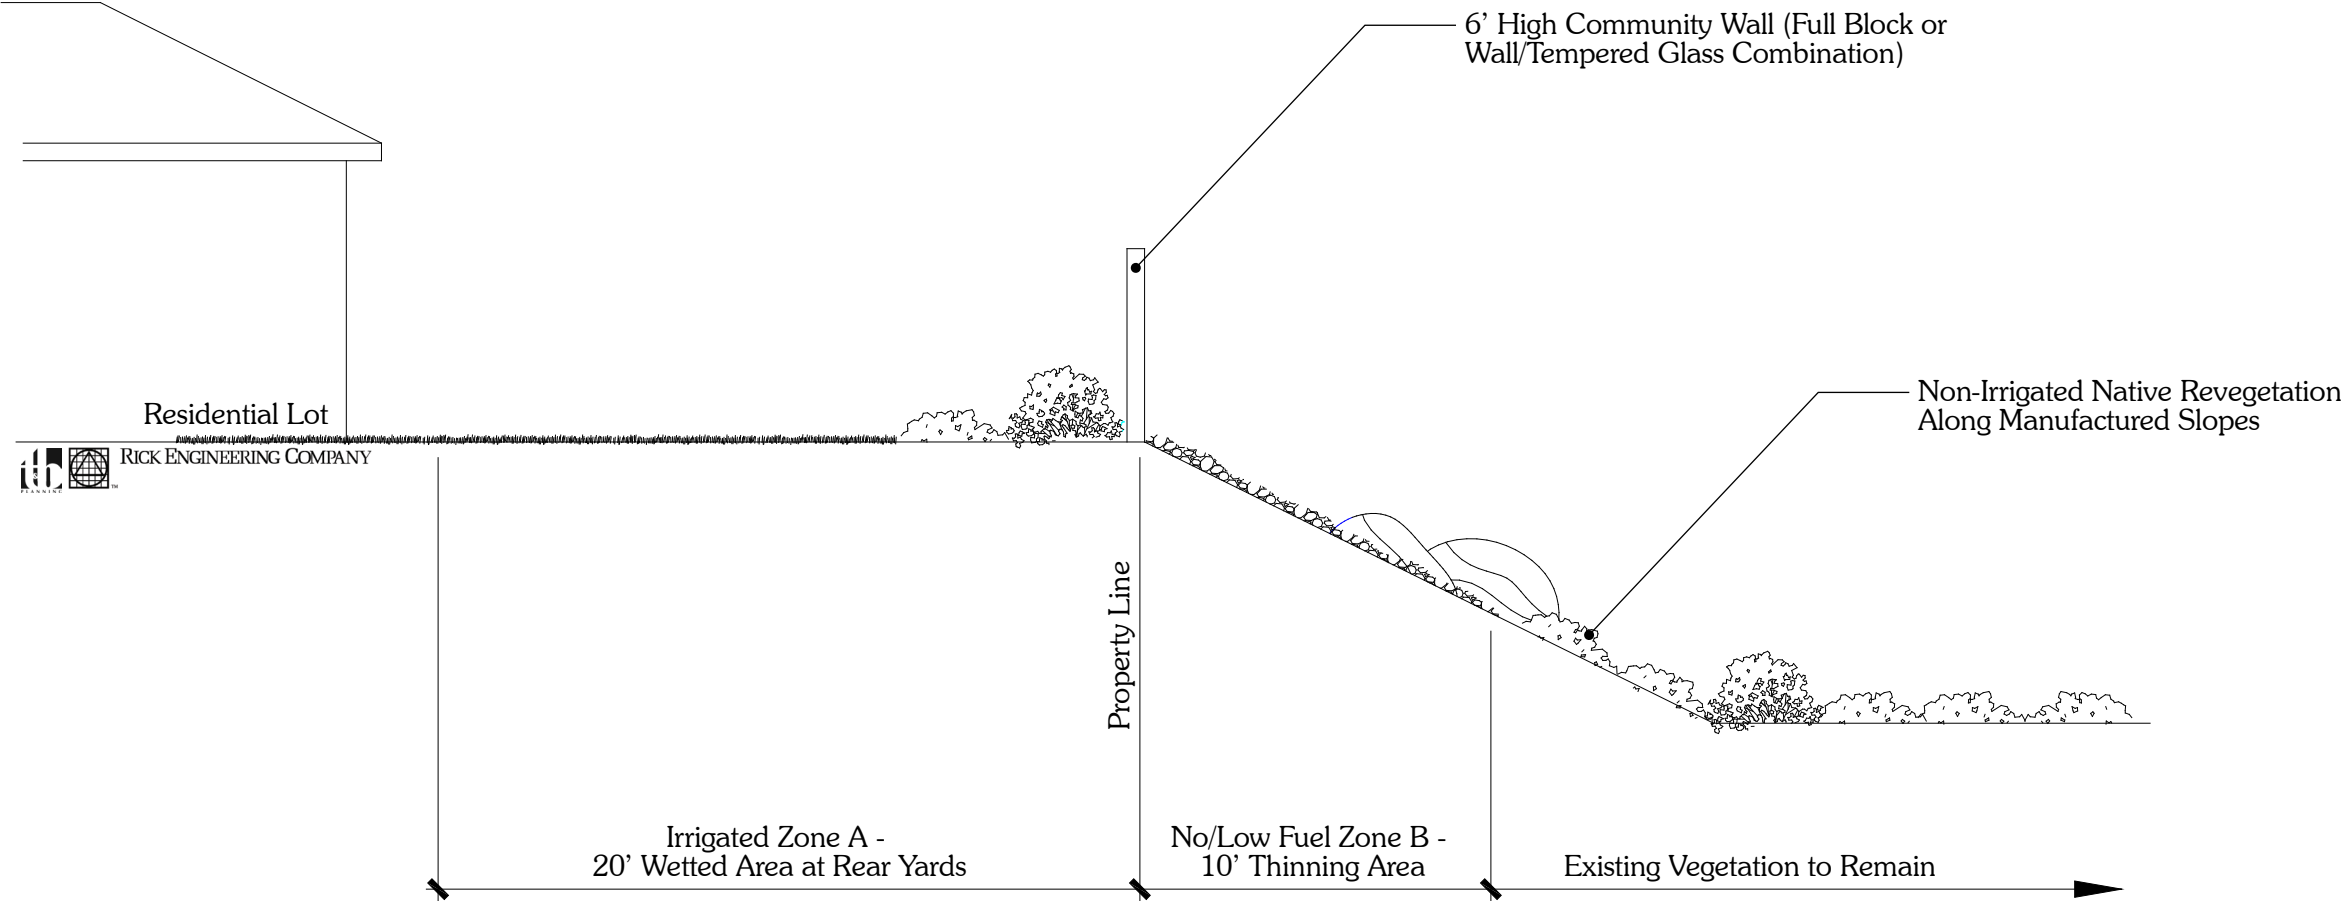 6’ High Community Wall (Full Block or
Wall/Tempered Glass Combination)
Non-Irrigated Native Revegetation
Along Manufactured Slopes
Residential Lot
t&b
PLANNING
RICK ENGINEERING COMPANY
TM
Property Line
Irrigated Zone A -
20’ Wetted Area at Rear Yards
No/Low Fuel Zone B -
10’ Thinning Area
Existing Vegetation to Remain